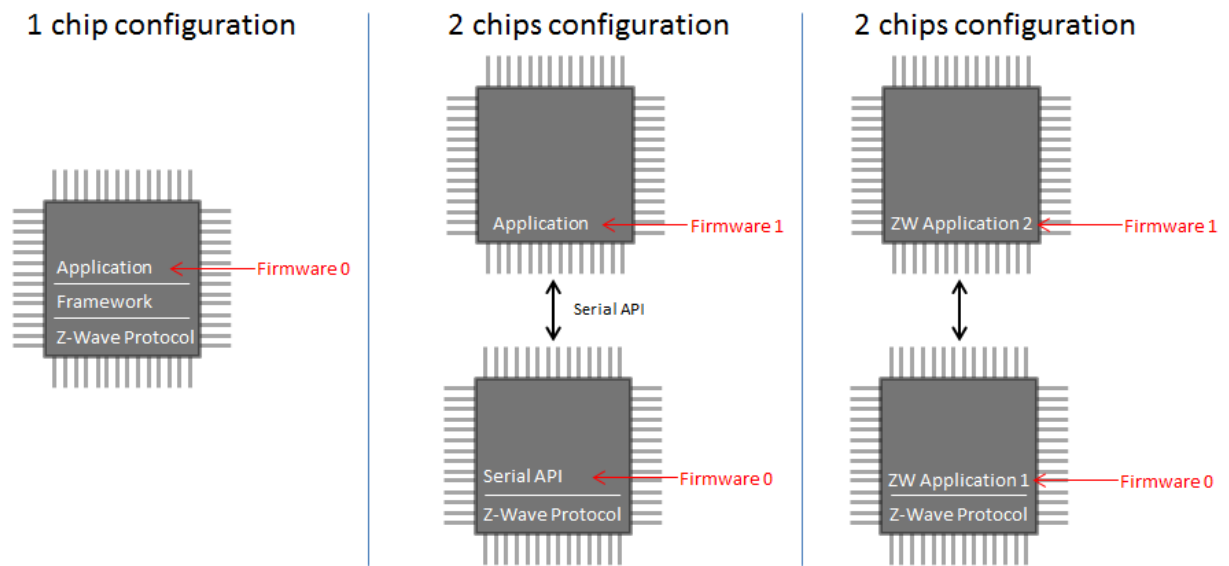 1 chip configuration
Application
Firmware 0
Framework
Z-Wave Protocol
2 chips configuration
Application
Firmware 1
Serial API
Serial API
Firmware 0
Z-Wave Protocol
2 chips configuration
ZW Application 2
Firmware 1
ZW Application 1
Firmware 0
Z-Wave Protocol